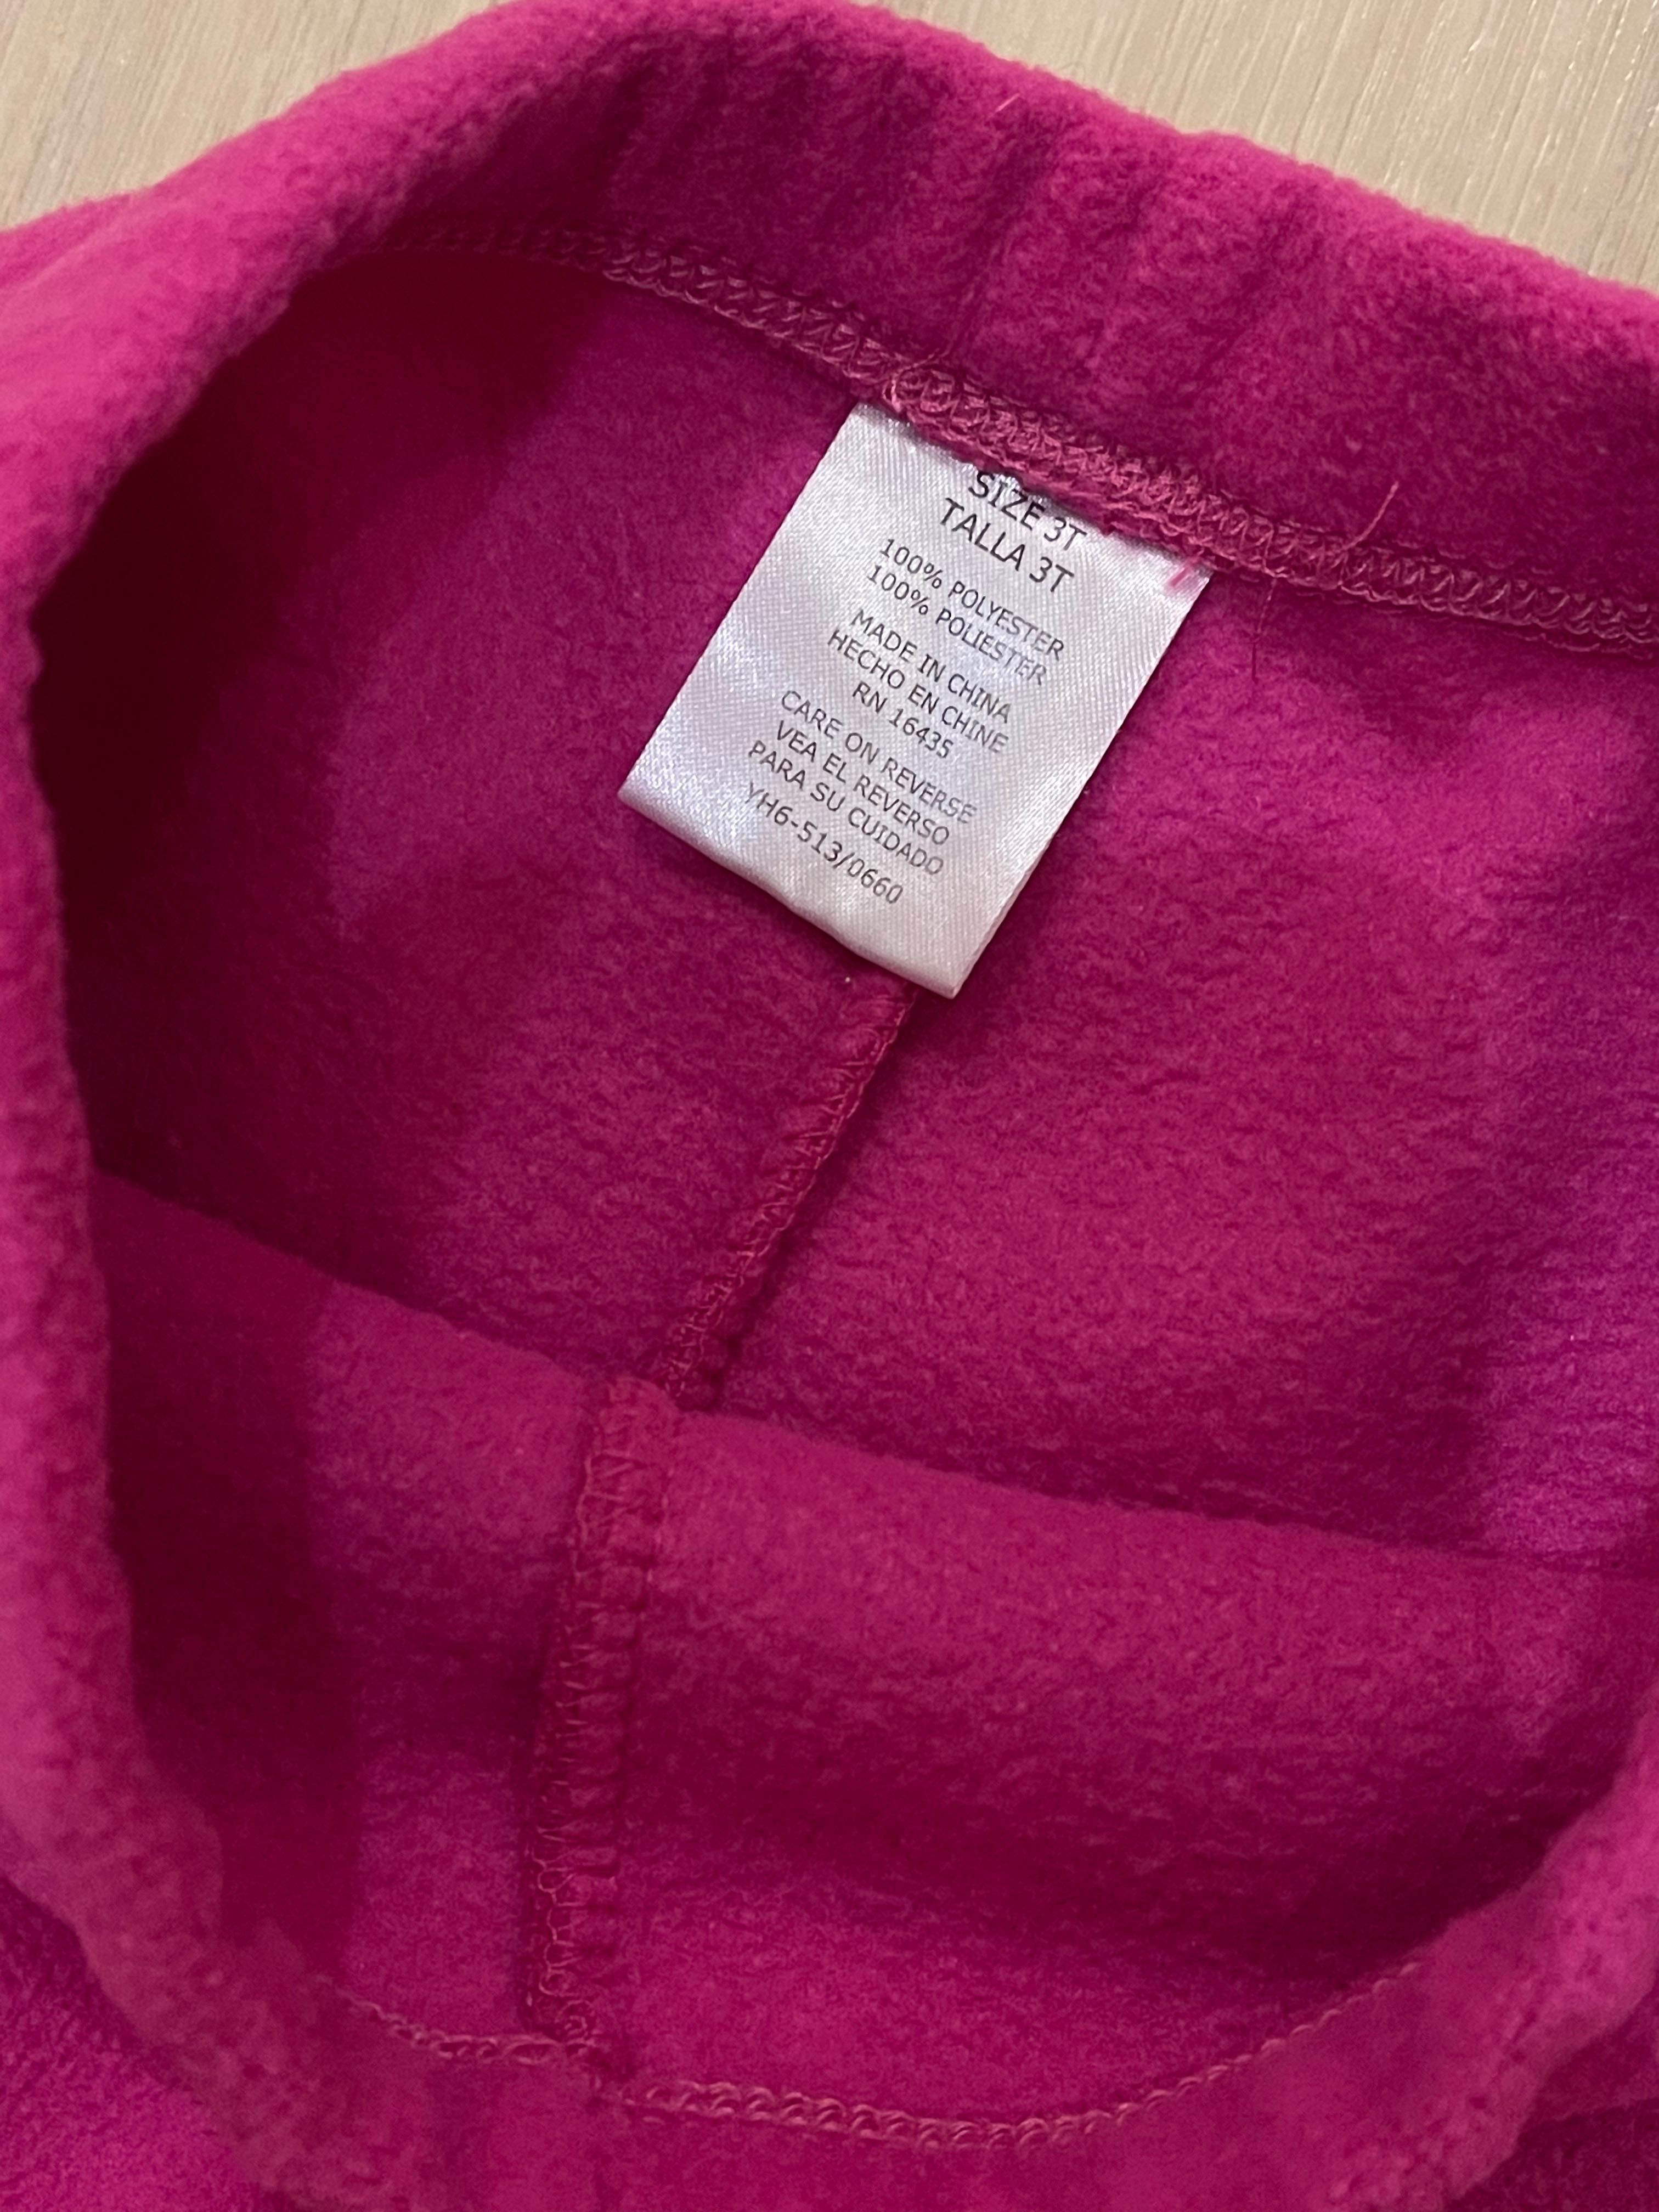 SIZE 3T
TALLA 3T
100% POLYESTER
100% POLIESTER
MADE IN CHINA
HECHO EN CHINE
RN 16435
CARE ON REVERSE
VEA EL REVERSO
PARA SU CUIDADO
YH6-513/0660